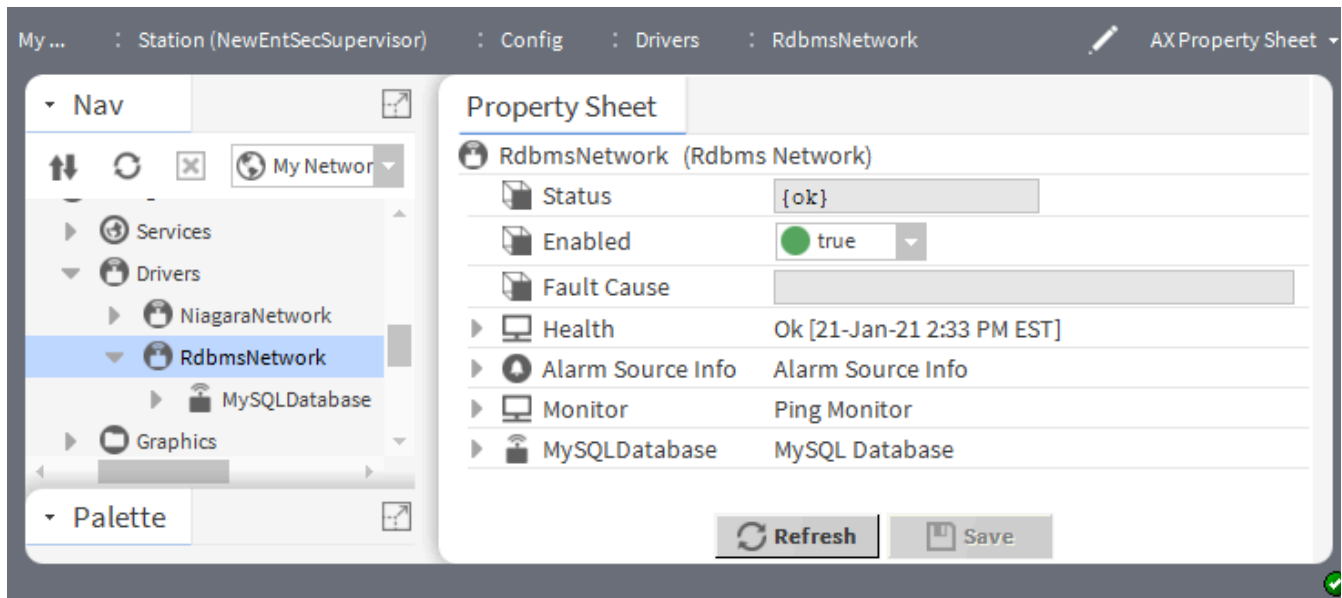 My ... : Station (NewEntSecSupervisor) : Config : Drivers : RdbmsNetwork AX Property Sheet
Nav
My Networ
Services
Drivers
NiagaraNetwork
RdbmsNetwork
MySQLDatabase
Graphics
Palette
Property Sheet
RdbmsNetwork (Rdbms Network)
Status {ok}
Enabled true
Fault Cause
Health Ok [21-Jan-21 2:33 PM EST]
Alarm Source Info Alarm Source Info
Monitor Ping Monitor
MySQLDatabase MySQL Database
Refresh Save